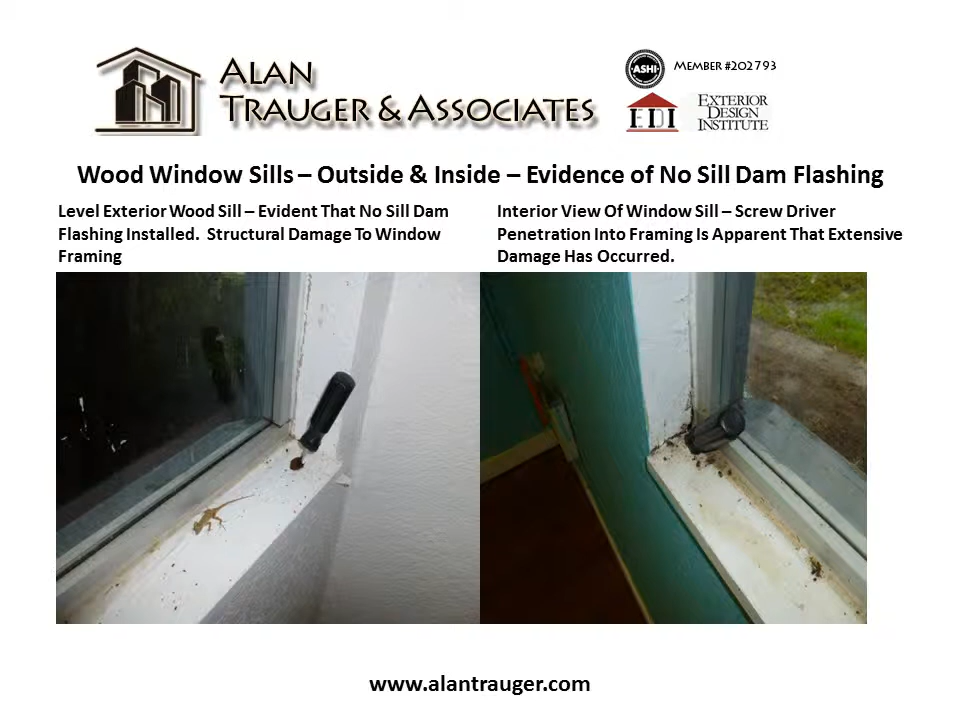 ALAN
TRAUGER & ASSOCIATES
ASHI
MEMBER #202793
EDI
EXTERIOR
DESIGN
INSTITUTE
Wood Window Sills – Outside & Inside – Evidence of No Sill Dam Flashing
Level Exterior Wood Sill – Evident That No Sill Dam
Flashing Installed.  Structural Damage To Window
Framing
Interior View Of Window Sill – Screw Driver
Penetration Into Framing Is Apparent That Extensive
Damage Has Occurred.
www.alantrauger.com